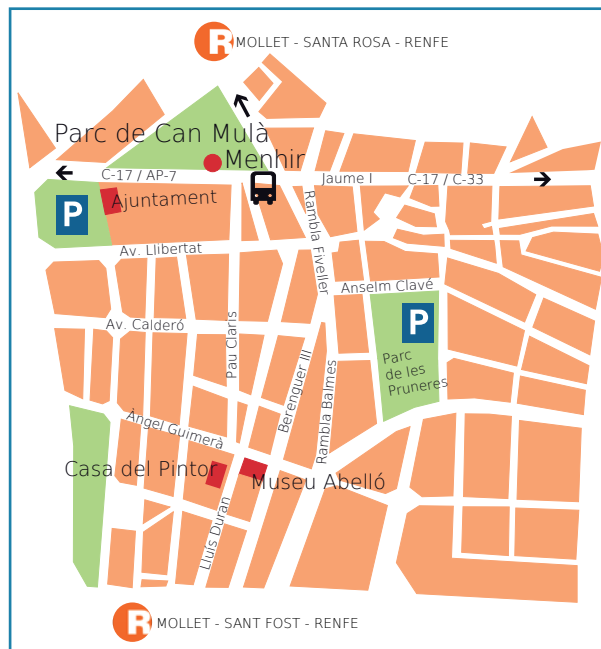 R MOLLET - SANTA ROSA - RENFE
Parc de Can Mulà
Menhir
C-17 / AP-7
Jaume I
C-17 / C-33
P
Ajuntament
Rambla Fiveller
Av. Llibertat
Anselm Clavé
P
Av. Calderó
Pau Claris
Berenguer III
Rambla Balmes
Parc
de les
Pruneres
Àngel Guimerà
Casa del Pintor
Museu Abelló
Lluís Duran
R MOLLET - SANT FOST - RENFE